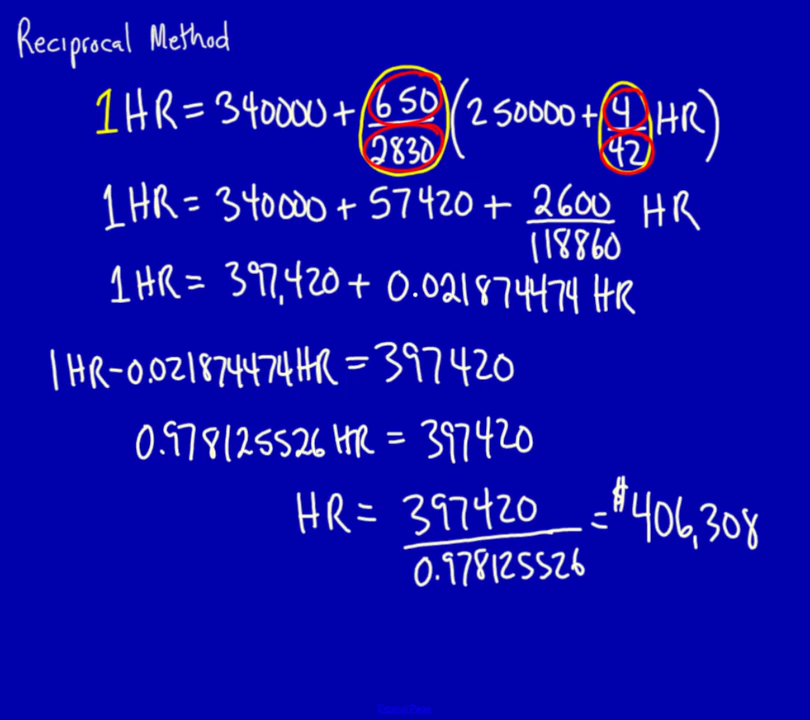 Reciprocal Method
1HR = 340000 + 650/2830 (250000 + 4/42 HR)
1HR = 340000 + 57420 + 2600/118860 HR
1HR = 397,420 + 0.021874474 HR
1HR - 0.021874474HR = 397420
0.978125526 HR = 397420
HR = 397420/0.978125526 = $406,308